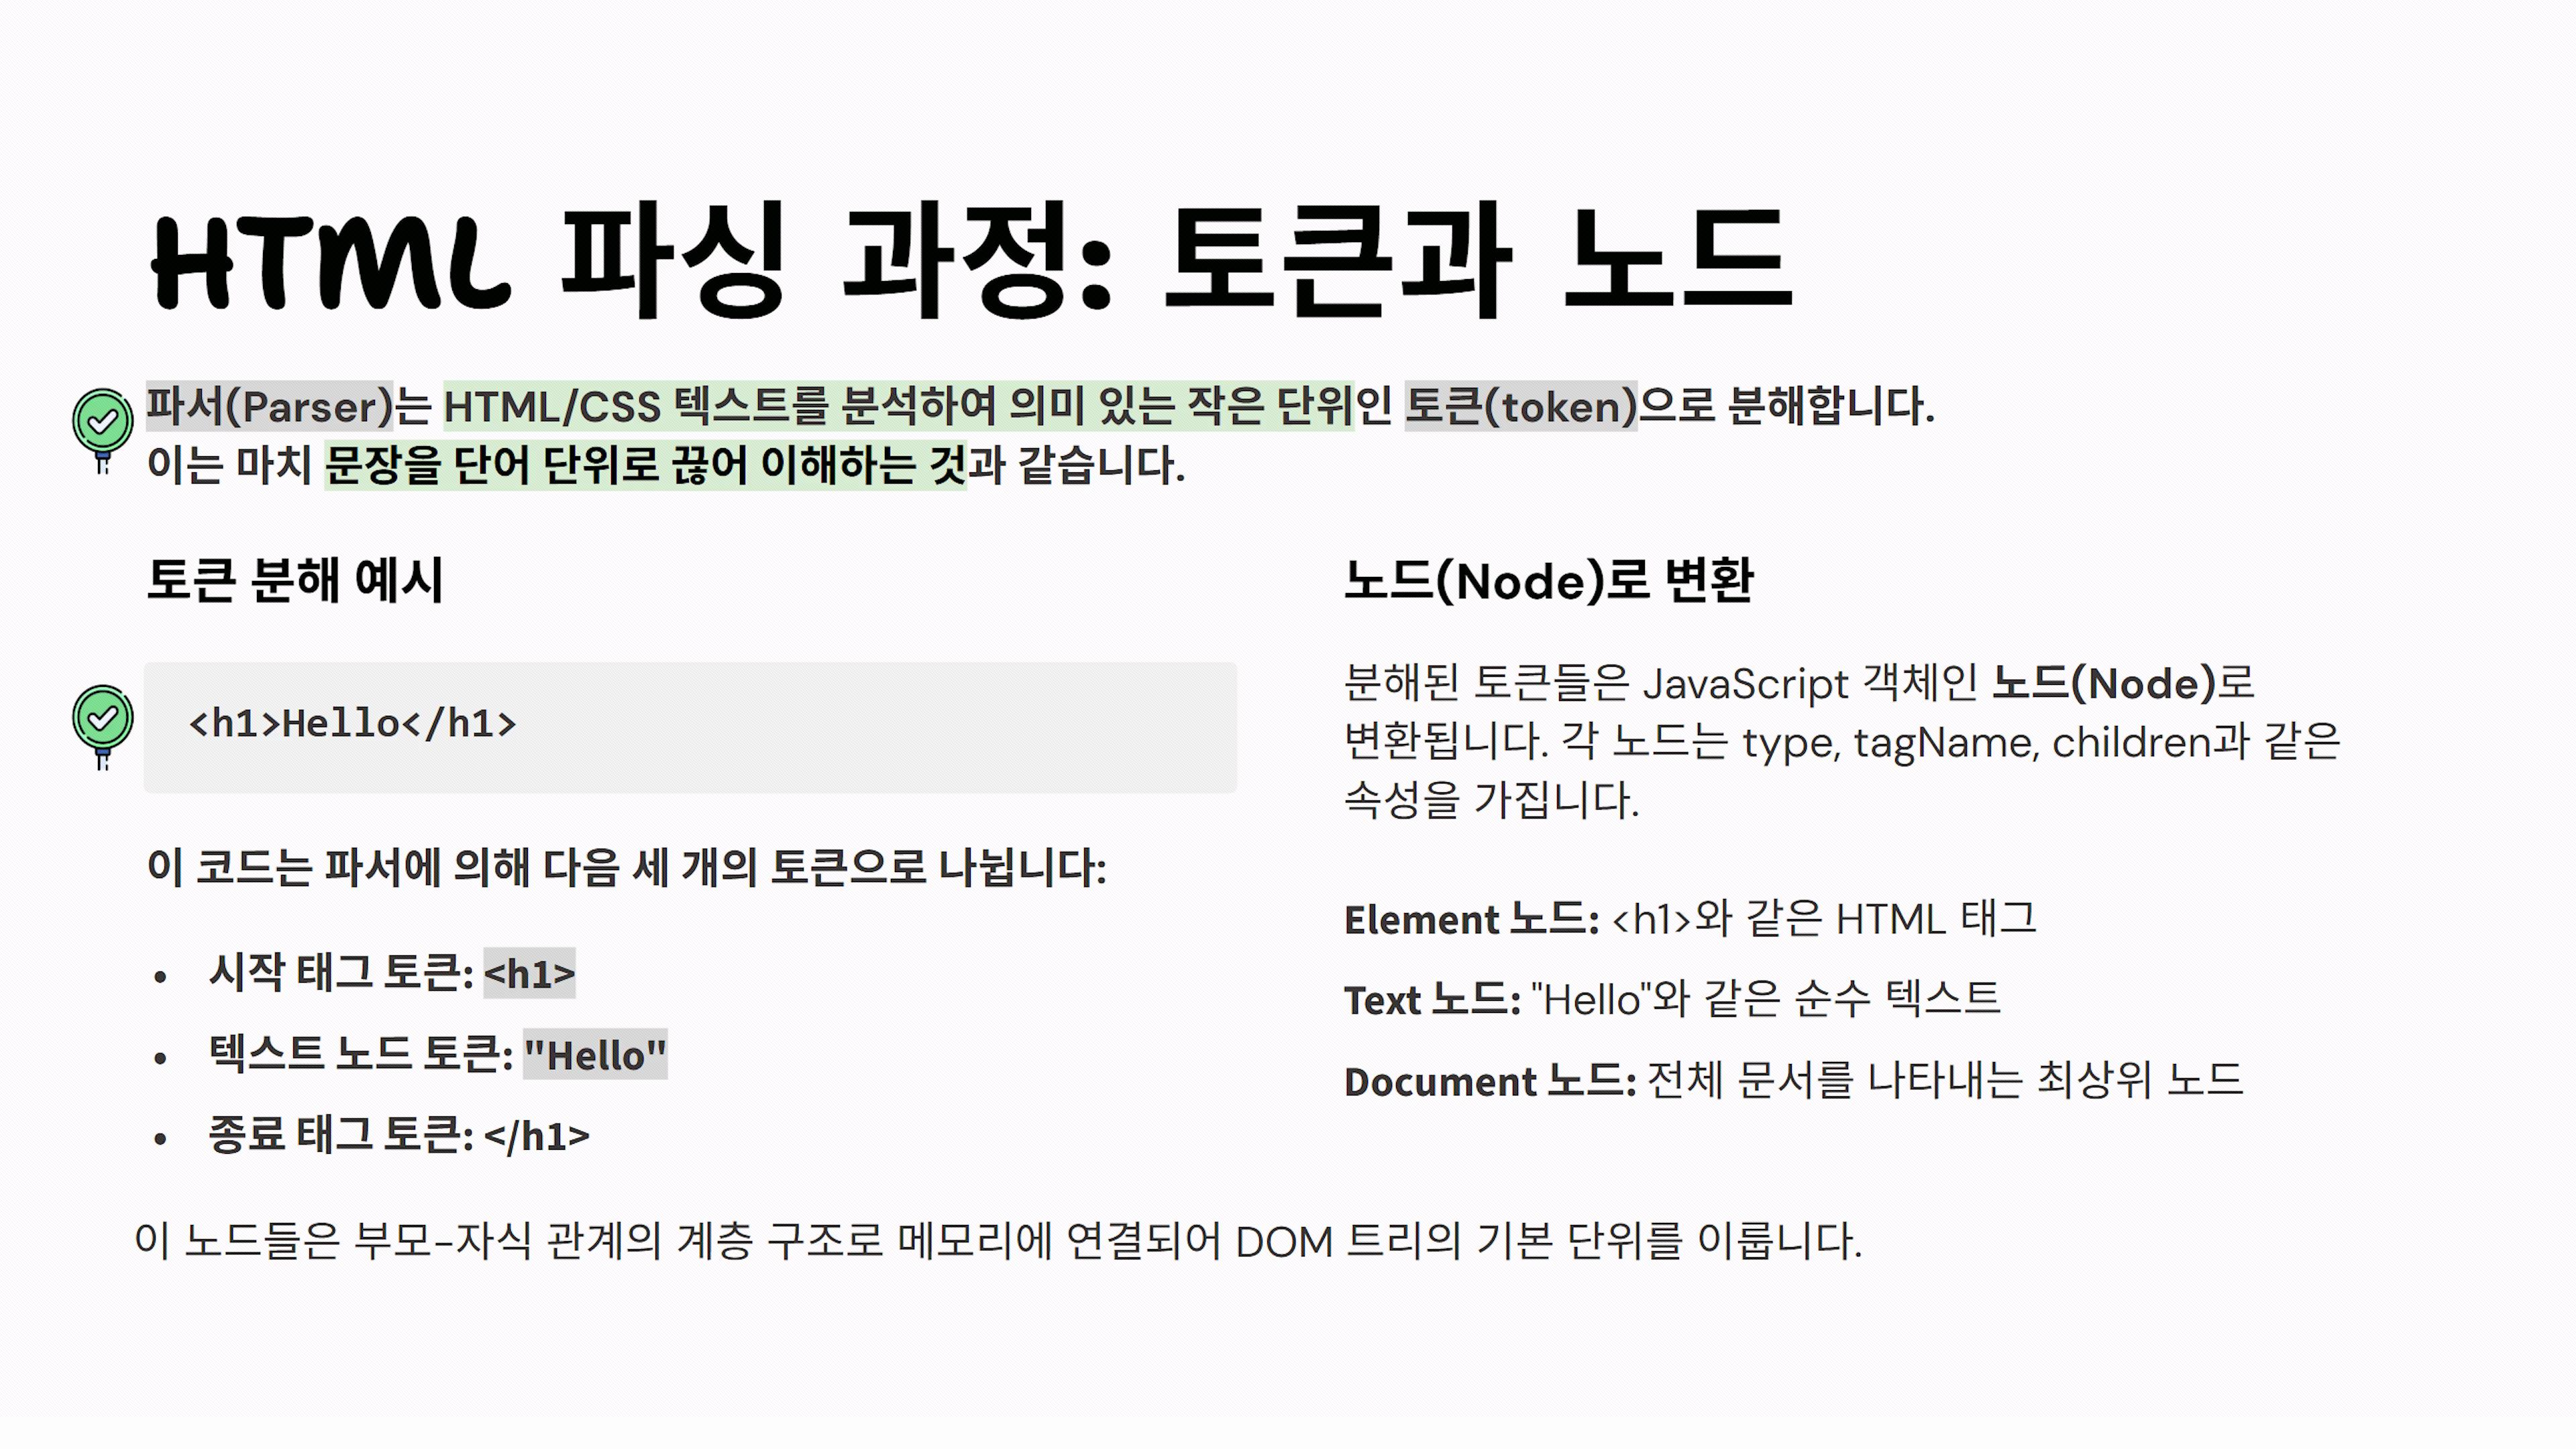 HTML 파싱 과정: 토큰과 노드
파서(Parser)는 HTML/CSS 텍스트를 분석하여 의미 있는 작은 단위인 토큰(token)으로 분해합니다.
이는 마치 문장을 단어 단위로 끊어 이해하는 것과 같습니다.
토큰 분해 예시
<h1>Hello</h1>
이 코드는 파서에 의해 다음 세 개의 토큰으로 나뉩니다:
• 시작 태그 토큰: <h1>
• 텍스트 노드 토큰: "Hello"
• 종료 태그 토큰: </h1>
노드(Node)로 변환
분해된 토큰들은 JavaScript 객체인 노드(Node)로
변환됩니다. 각 노드는 type, tagName, children과 같은
속성을 가집니다.
Element 노드: <h1>와 같은 HTML 태그
Text 노드: "Hello"와 같은 순수 텍스트
Document 노드: 전체 문서를 나타내는 최상위 노드
이 노드들은 부모-자식 관계의 계층 구조로 메모리에 연결되어 DOM 트리의 기본 단위를 이룹니다.